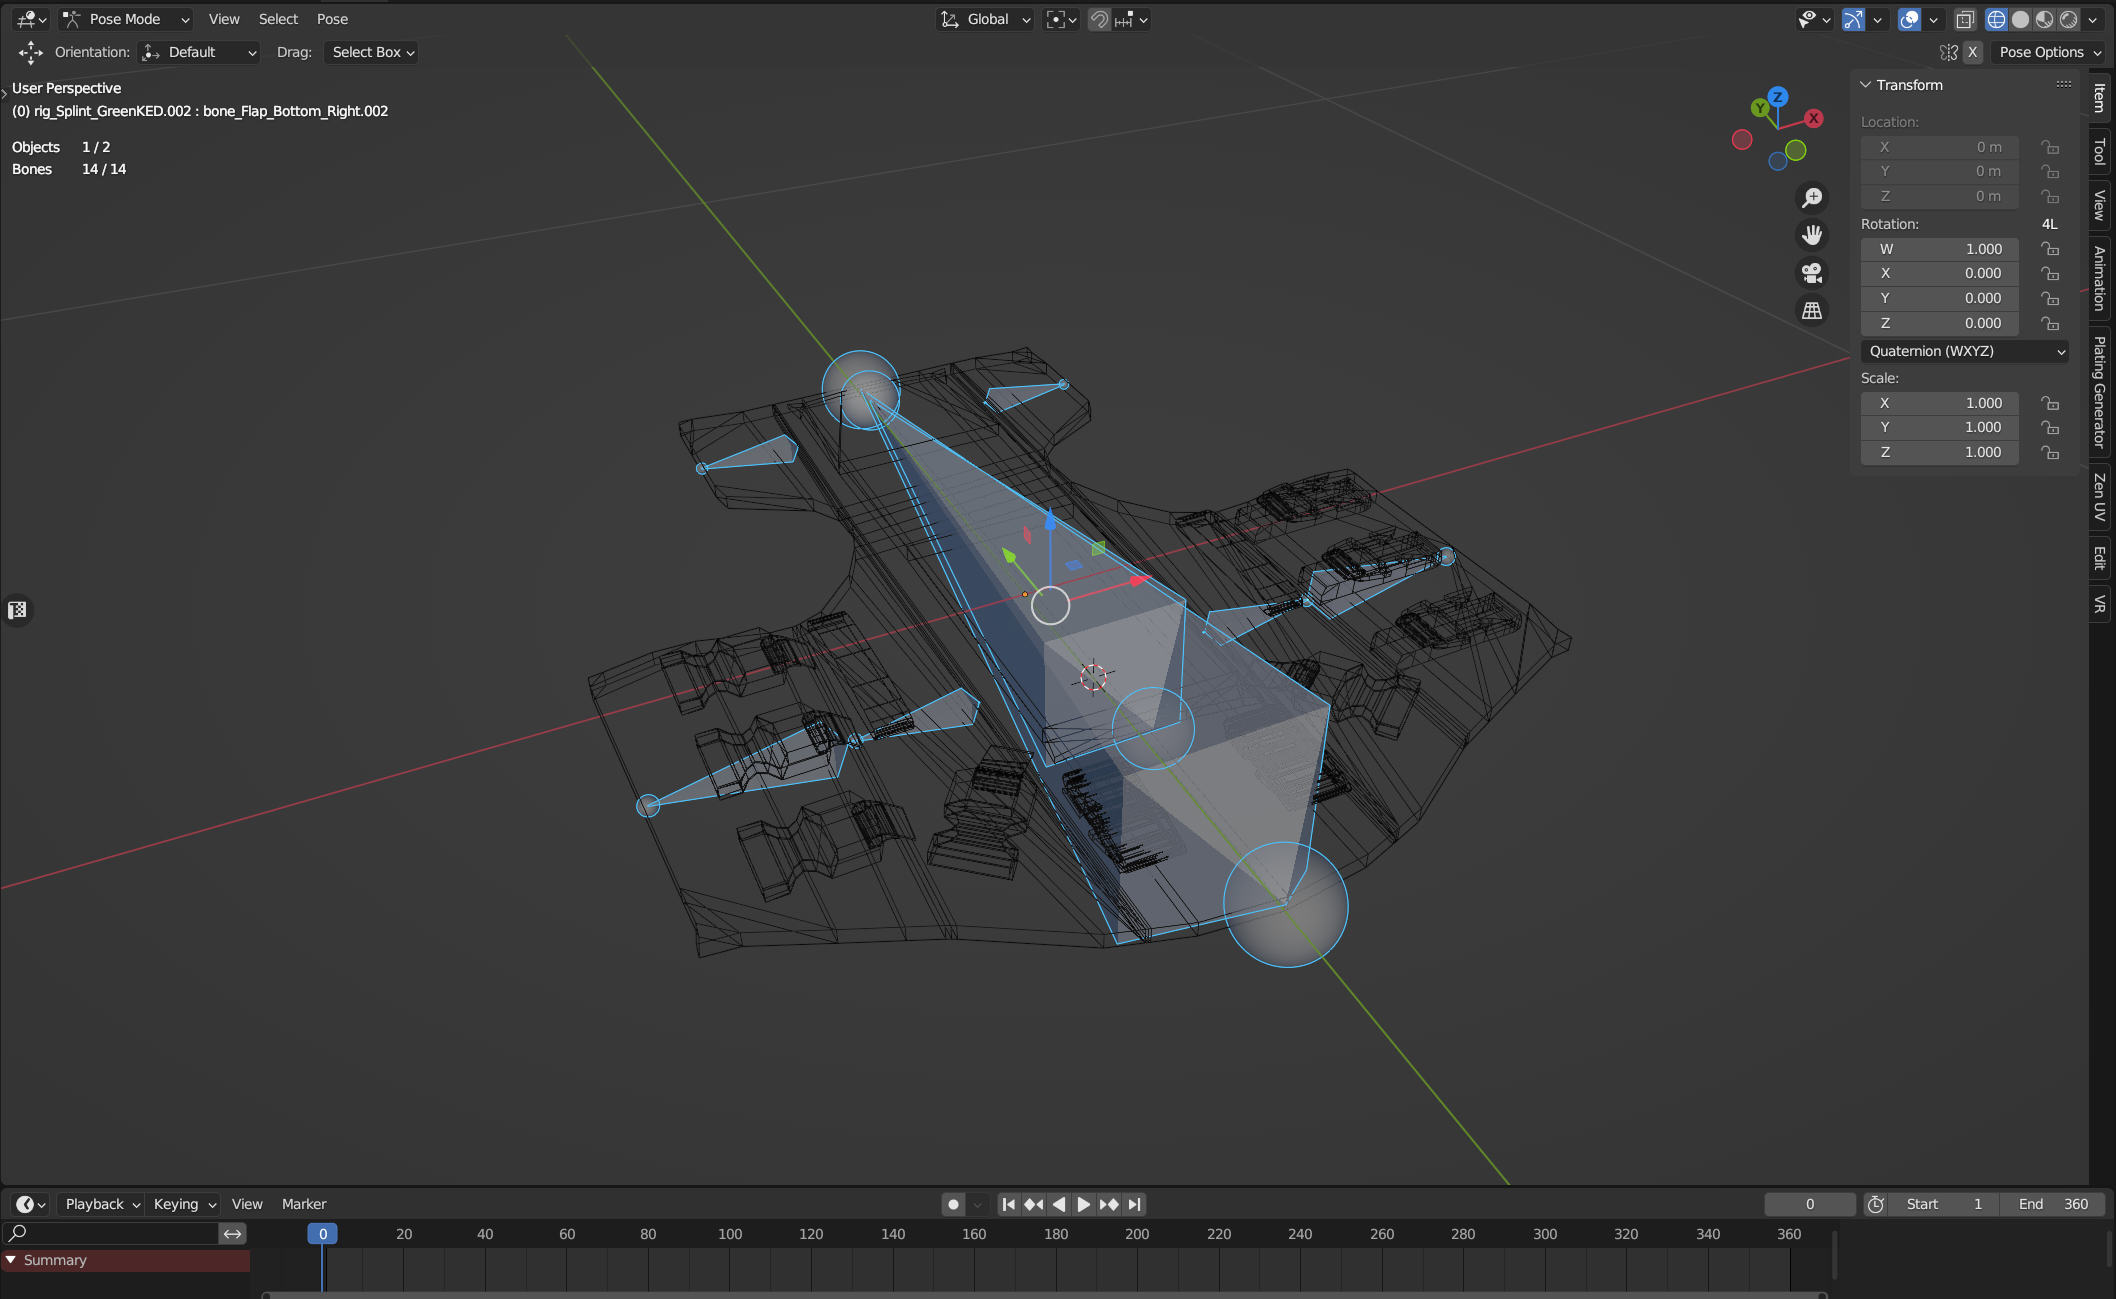 Pose Mode View Select Pose Global
Orientation: Default Drag: Select Box X Pose Options
User Perspective
(0) rig_Splint_GreenKED.002 : bone_Flap_Bottom_Right.002
Objects 1 / 2
Bones 14 / 14
Z
Y
X
Transform
Location:
X 0 m
Y 0 m
Z 0 m
Rotation: 4L
W 1.000
X 0.000
Y 0.000
Z 0.000
Quaternion (WXYZ)
Scale:
X 1.000
Y 1.000
Z 1.000
Item
Tool
View
Animation
Plating Generator
Zen UV
Edit
VR
Playback Keying View Marker 0 Start 1 End 360
0 20 40 60 80 100 120 140 160 180 200 220 240 260 280 300 320 340 360
Summary